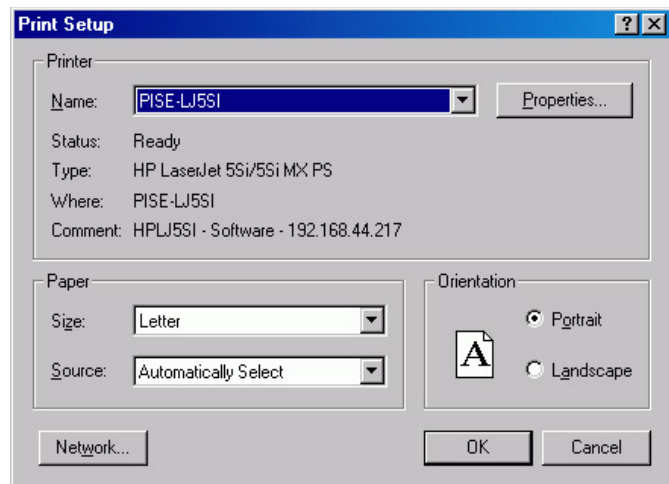 Print Setup
Printer
Name: PISE-LJ5SI Properties...
Status: Ready
Type: HP LaserJet 5Si/5Si MX PS
Where: PISE-LJ5SI
Comment: HPLJ5SI - Software - 192.168.44.217
Paper
Size: Letter
Source: Automatically Select
Orientation
A
Portrait
Landscape
Network... OK Cancel